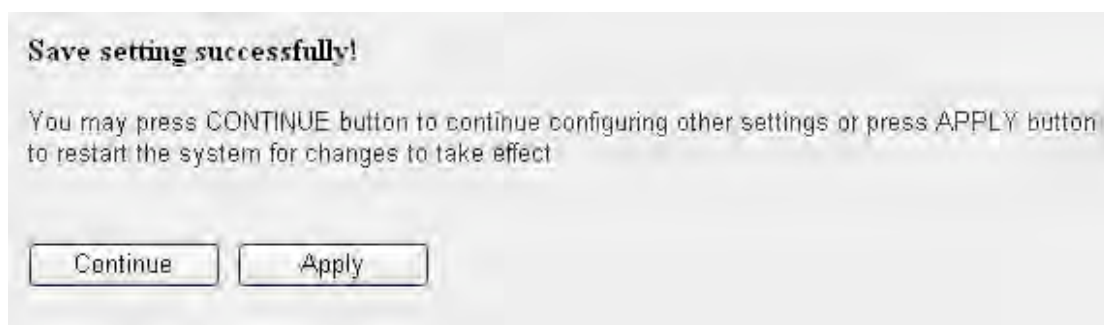 Save setting successfully!
You may press CONTINUE button to continue configuring other settings or press APPLY button
to restart the system for changes to take effect
Continue
Apply